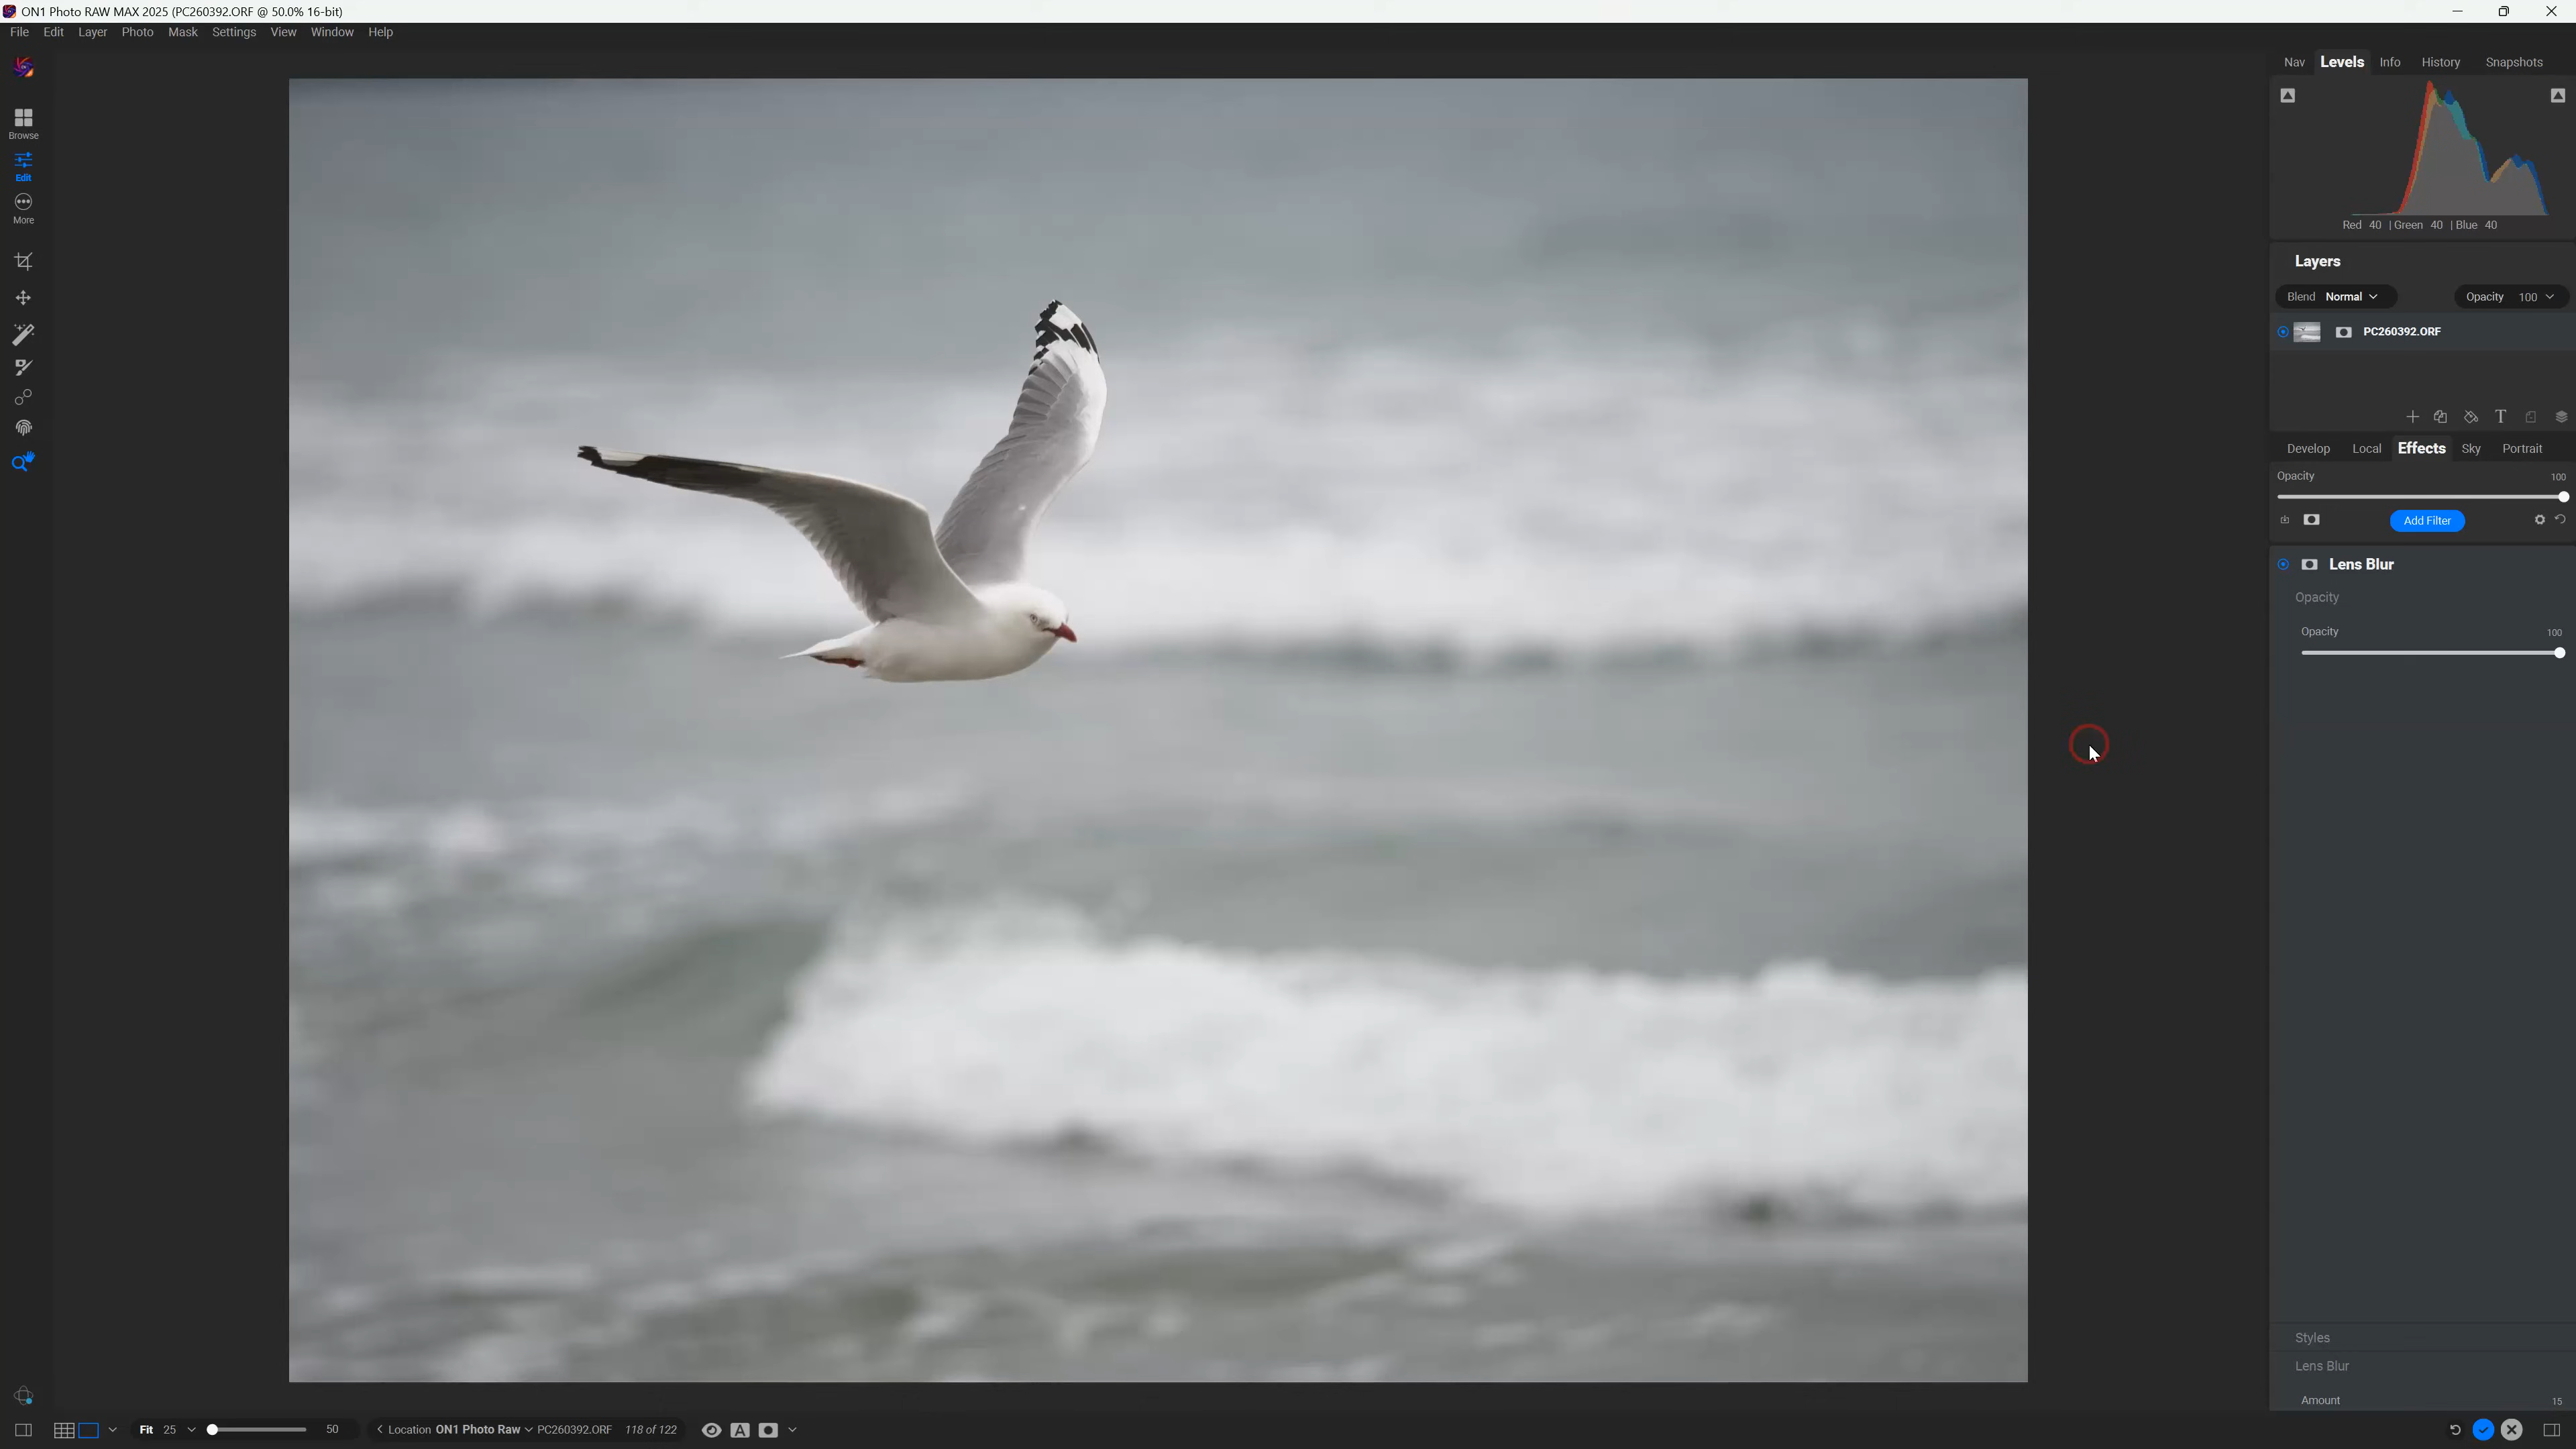 ON1 Photo RAW MAX 2025 (PC260392.ORF @ 50.0% 16-bit)
File Edit Layer Photo Mask Settings View Window Help
Nav Levels Info History Snapshots
Browse
Edit
More
Red 40 | Green 40 | Blue 40
Layers
Blend Normal Opacity 100
PC260392.ORF
T
Develop Local Effects Sky Portrait
Opacity 100
Add Filter
Lens Blur
Opacity
Opacity 100
Styles
Lens Blur
Amount 15
Fit 25 50 Location ON1 Photo Raw PC260392.ORF 118 of 122 A